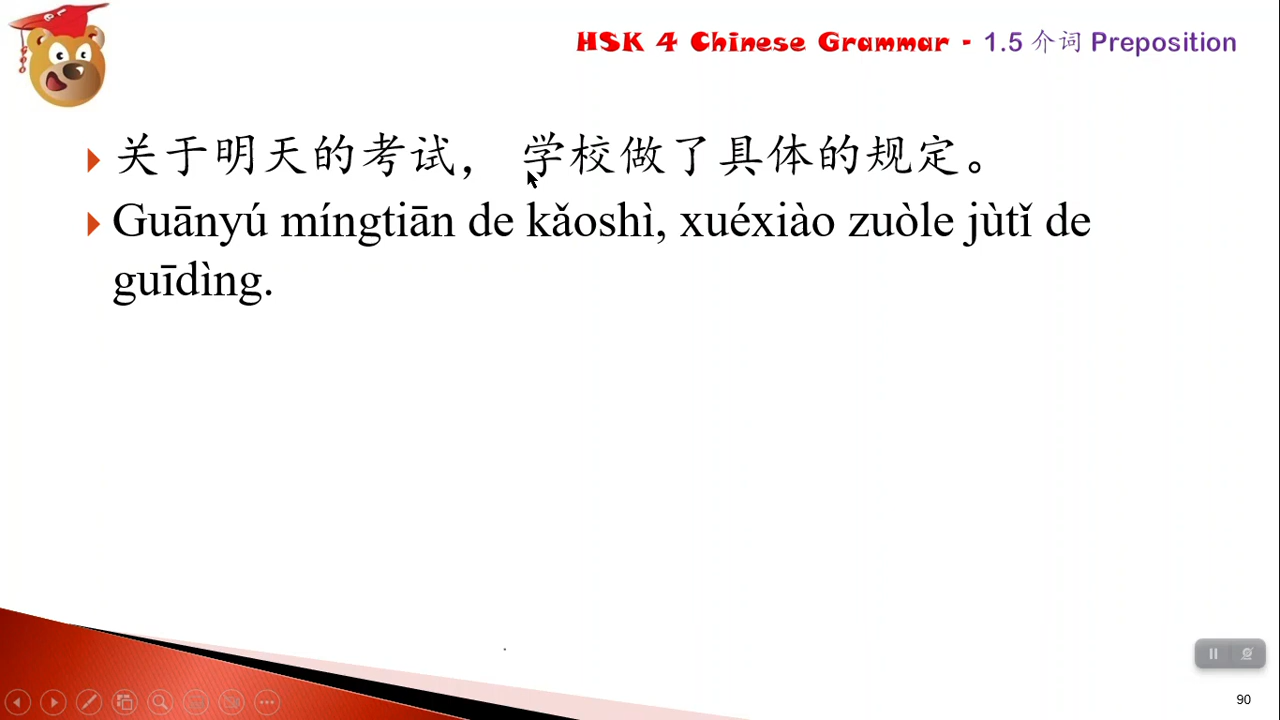 HSK 4 Chinese Grammar - 1.5 介词 Preposition
关于明天的考试， 学校做了具体的规定。
Guānyú míngtiān de kǎoshì, xuéxiào zuòle jùtǐ de
guīdìng.
90